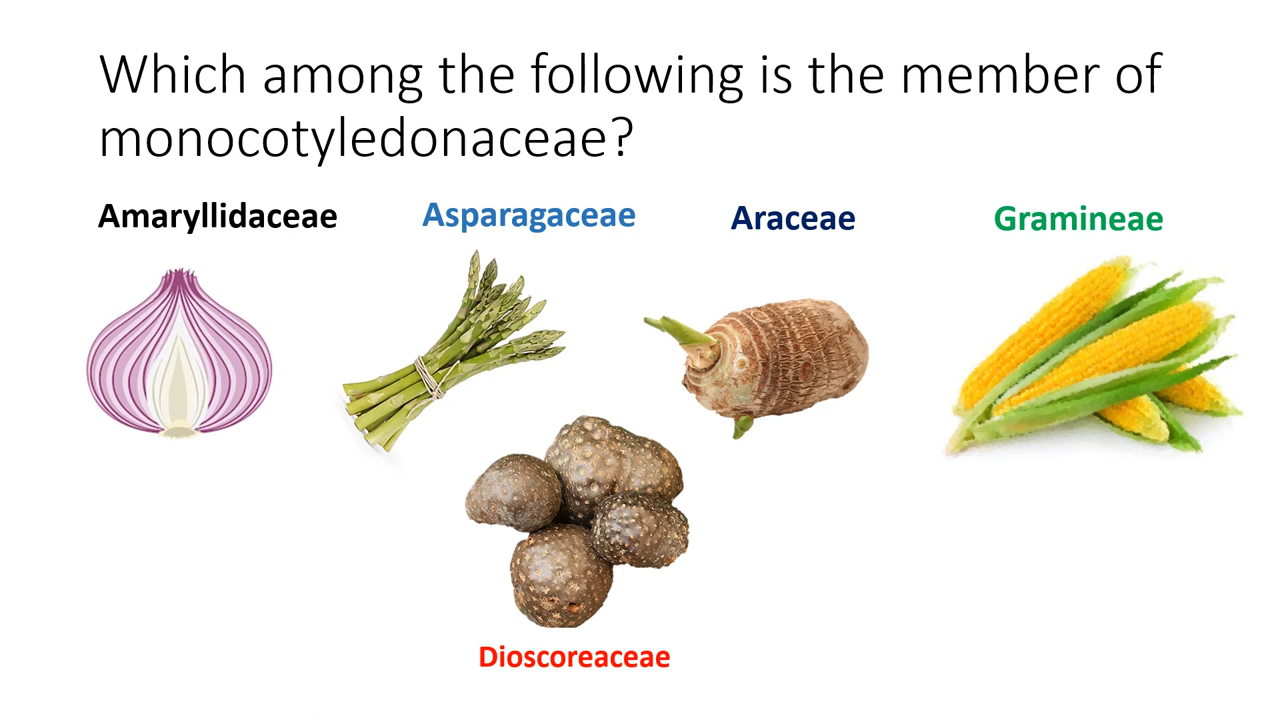 Which among the following is the member of
monocotyledonaceae?
Amaryllidaceae
Asparagaceae
Araceae
Gramineae
Dioscoreaceae